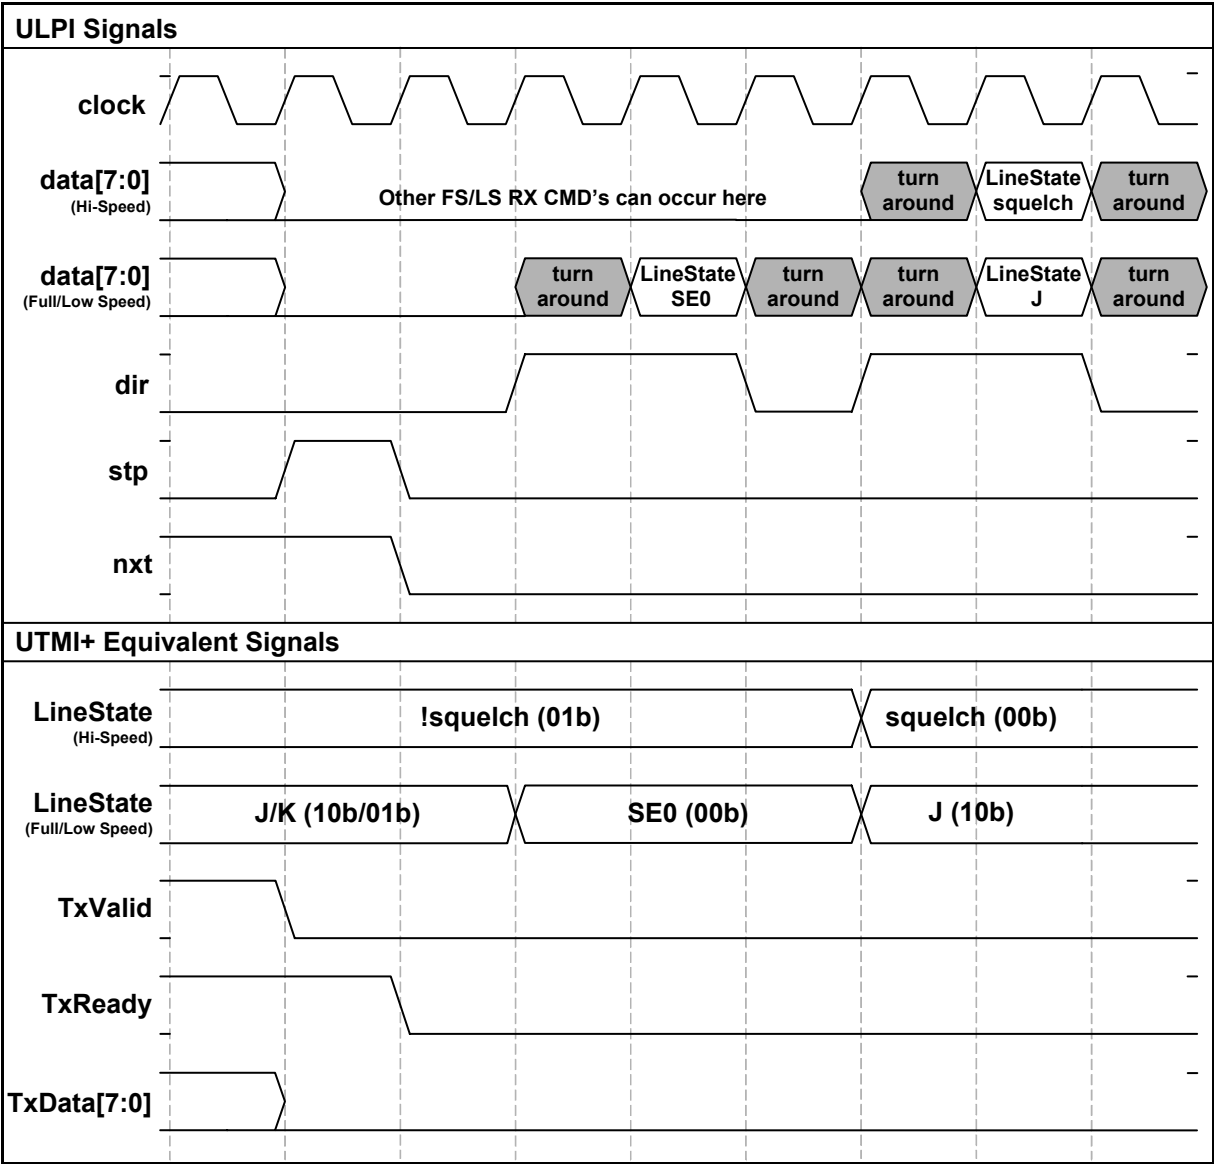 ULPI Signals
clock
data[7:0]
(Hi-Speed)
Other FS/LS RX CMD's can occur here
turn
around
LineState
squelch
turn
around
data[7:0]
(Full/Low Speed)
turn
around
LineState
SE0
turn
around
turn
around
LineState
J
turn
around
dir
stp
nxt
UTMI+ Equivalent Signals
LineState
(Hi-Speed)
!squelch (01b)
squelch (00b)
LineState
(Full/Low Speed)
J/K (10b/01b)
SE0 (00b)
J (10b)
TxValid
TxReady
TxData[7:0]